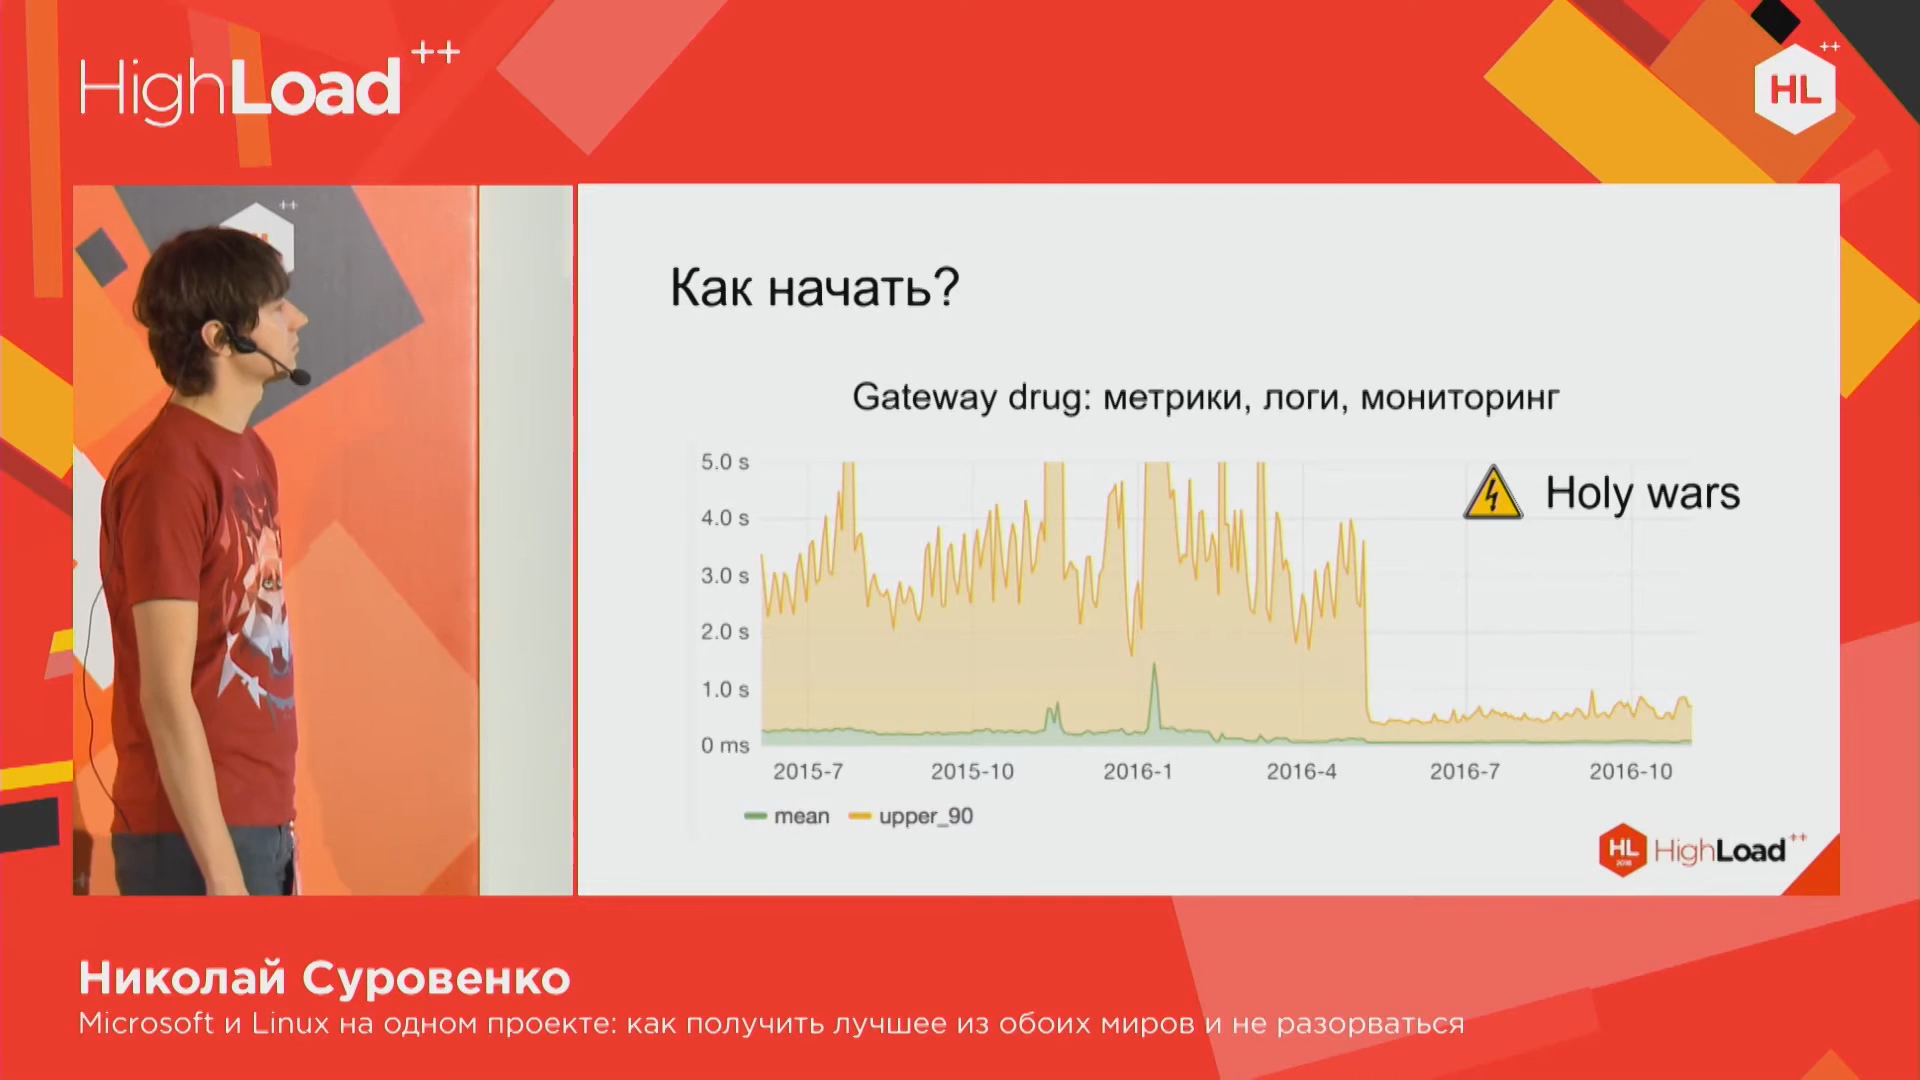 HighLoad++
HL++
Как начать?
Gateway drug: метрики, логи, мониторинг
Holy wars
5.0 s
4.0 s
3.0 s
2.0 s
1.0 s
0 ms
2015-7 2015-10 2016-1 2016-4 2016-7 2016-10
mean upper_90
HL 2016 HighLoad++
Николай Суровенко
Microsoft и Linux на одном проекте: как получить лучшее из обоих миров и не разорваться